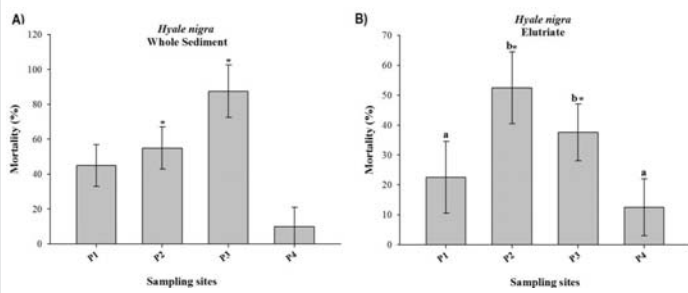 A)
Hyale nigra
Whole Sediment
120
100
80
60
40
20
0
Mortality (%)
*
*
P1
P2
P3
P4
Sampling sites
B)
Hyale nigra
Elutriate
70
60
50
40
30
20
10
0
Mortality (%)
a
b*
b*
a
P1
P2
P3
P4
Sampling sites